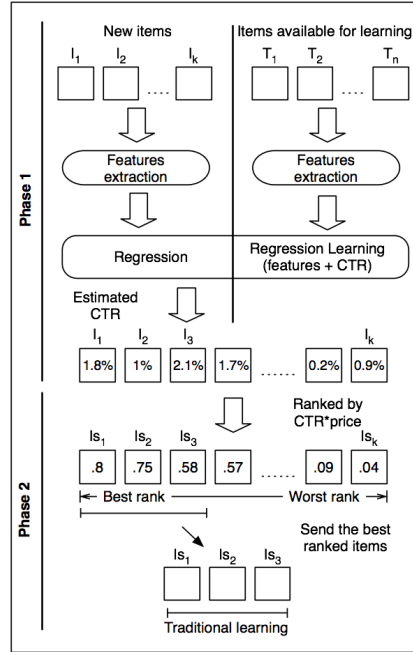 New items
Items available for learning
I1 I2 Ik
T1 T2 Tn
.... ....
Features extraction
Features extraction
Phase 1
Regression
Regression Learning (features + CTR)
Estimated CTR
I1 I2 I3 Ik
1.8% 1% 2.1% 1.7% ...... 0.2% 0.9%
Ranked by CTR*price
Phase 2
Is1 Is2 Is3 Isk
.8 .75 .58 .57 ...... .09 .04
Best rank Worst rank
Send the best ranked items
Is1 Is2 Is3
Traditional learning